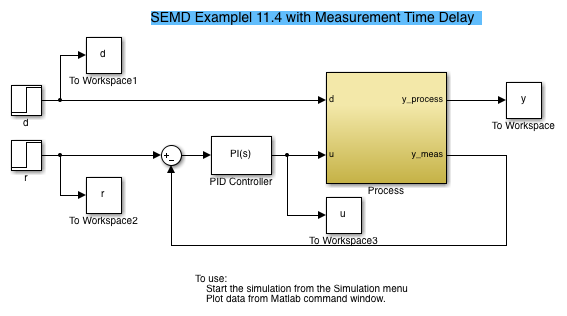 SEMD Examplel 11.4 with Measurement Time Delay
d
To Workspace1
d
d
y_process
y
To Workspace
r
PI(s)
PID Controller
u
y_meas
Process
r
To Workspace2
u
To Workspace3
To use:
Start the simulation from the Simulation menu
Plot data from Matlab command window.